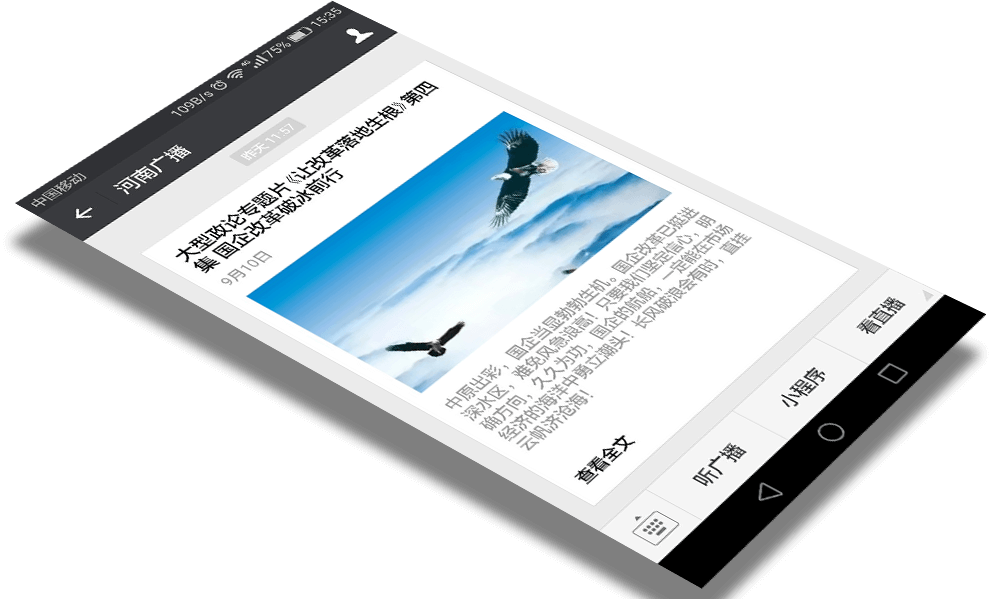 中国移动 109B/s 4G 75% 15:35
河南广播
昨天 11:57
大型政论专题片《让改革落地生根》第四
集 国企改革破冰前行
9月10日
中原出彩，国企当显勃勃生机。国企改革已挺进
深水区，难免风急浪高！只要我们坚定信心，明
确方向，久久为功，国企的航船，一定能在市场
经济的海洋中勇立潮头！长风破浪会有时，直挂
云帆济沧海！
查看全文
听广播
小程序
看直播